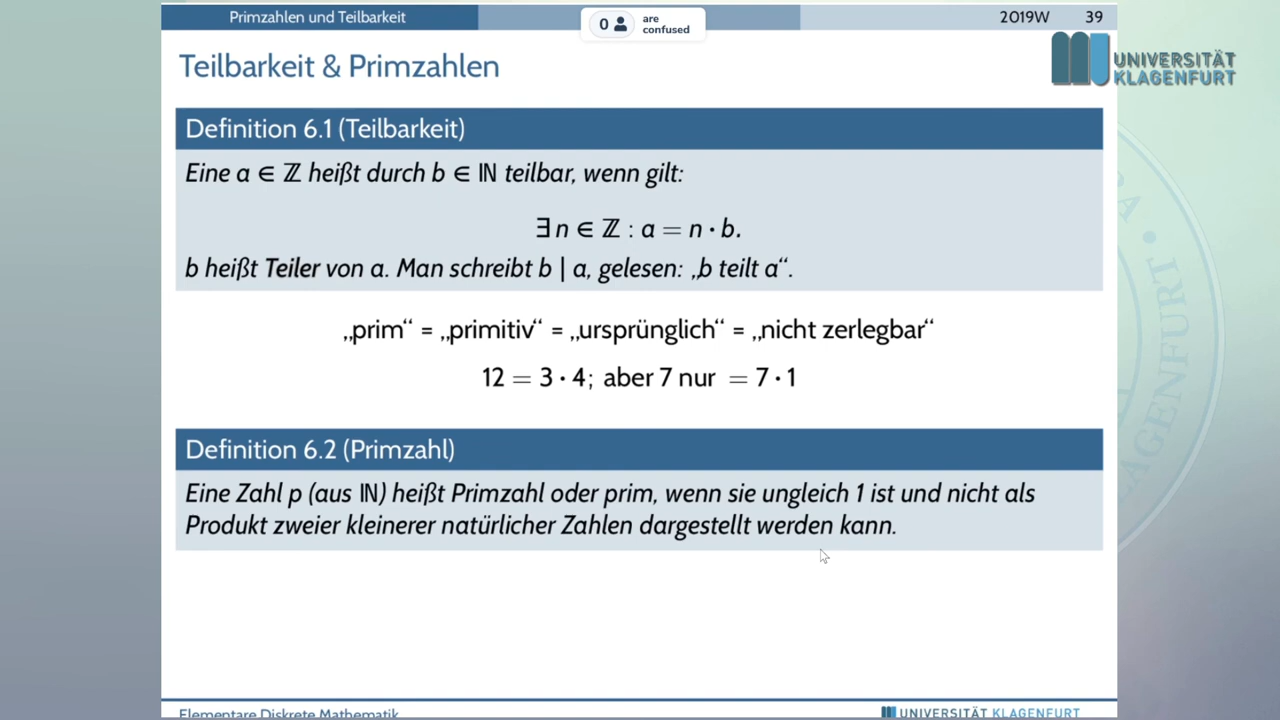 Primzahlen und Teilbarkeit
0 are confused
2019W 39
Teilbarkeit & Primzahlen
UNIVERSITÄT
KLAGENFURT
Definition 6.1 (Teilbarkeit)
Eine a ∈ ℤ heißt durch b ∈ ℕ teilbar, wenn gilt:
∃ n ∈ ℤ : a = n · b.
b heißt Teiler von a. Man schreibt b | a, gelesen: „b teilt a“.
„prim“ = „primitiv“ = „ursprünglich“ = „nicht zerlegbar“
12 = 3 · 4; aber 7 nur = 7 · 1
Definition 6.2 (Primzahl)
Eine Zahl p (aus ℕ) heißt Primzahl oder prim, wenn sie ungleich 1 ist und nicht als
Produkt zweier kleinerer natürlicher Zahlen dargestellt werden kann.
Elementare Diskrete Mathematik
UNIVERSITÄT KLAGENFURT
AGENFURT